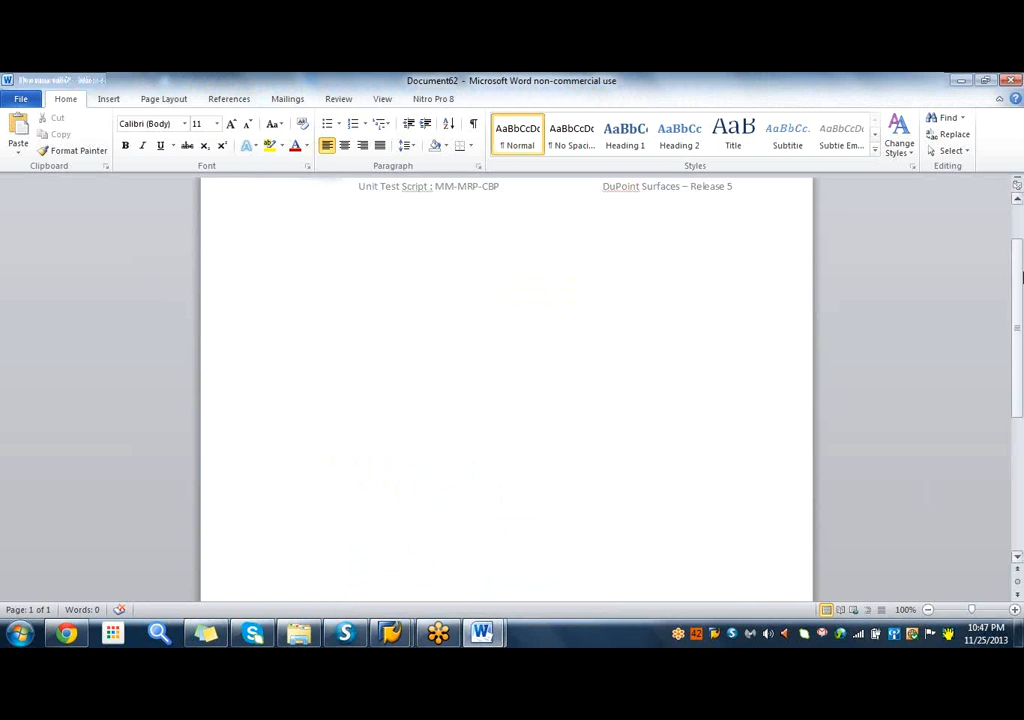 Document62 - Microsoft Word non-commercial use
File Home Insert Page Layout References Mailings Review View Nitro Pro 8
Paste Cut Copy Format Painter Clipboard
Calibri (Body) 11 Font
Paragraph
AaBbCcDc AaBbCcDc AaBbC( AaBbCc AaB AaBbCc. AaBbCcDc
¶ Normal ¶ No Spaci... Heading 1 Heading 2 Title Subtitle Subtle Em...
Styles
Change Styles
Find Replace Select Editing
Unit Test Script : MM-MRP-CBP DuPoint Surfaces – Release 5
Page: 1 of 1 Words: 0 100%
42 10:47 PM
11/25/2013